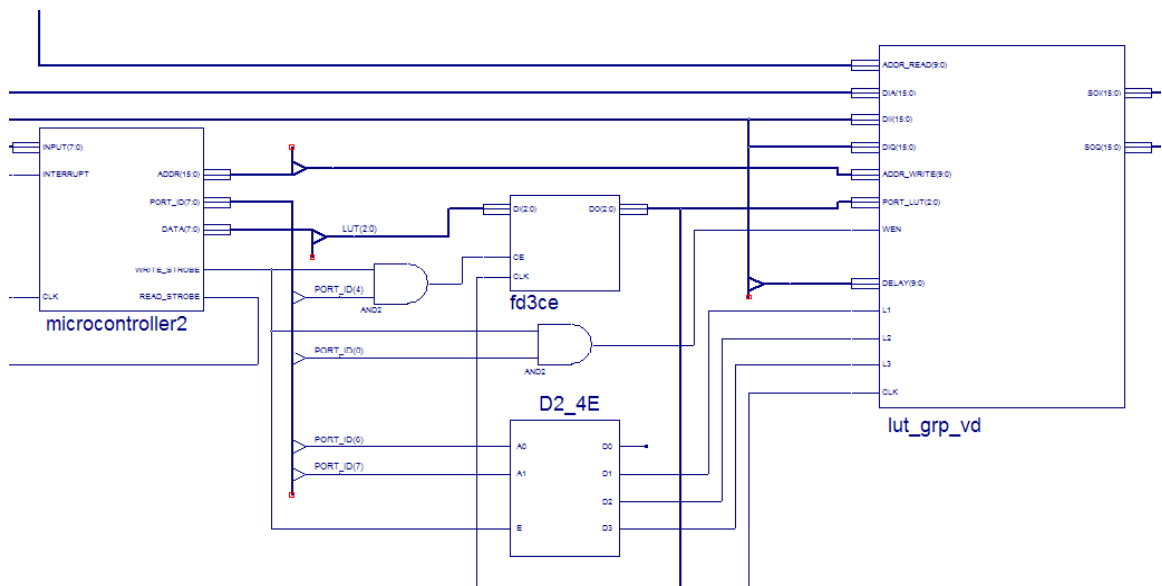 ADDR_READ(9:0)
DIA(15:0)
SOI(15:0)
DII(15:0)
INPUT(7:0)
DIQ(15:0)
SOQ(15:0)
INTERRUPT
ADDR(15:0)
ADDR_WRITE(9:0)
PORT_ID(7:0)
DI(2:0)
DO(2:0)
PORT_LUT(2:0)
DATA(7:0)
LUT(2:0)
WEN
WRITE_STROBE
CE
CLK
DELAY(9:0)
CLK
READ_STROBE
PORT_ID(4)
AND2
fd3ce
L1
microcontroller2
L2
PORT_ID(0)
L3
AND2
CLK
D2_4E
lut_grp_vd
PORT_ID(6)
A0
D0
PORT_ID(7)
A1
D1
D2
E
D3